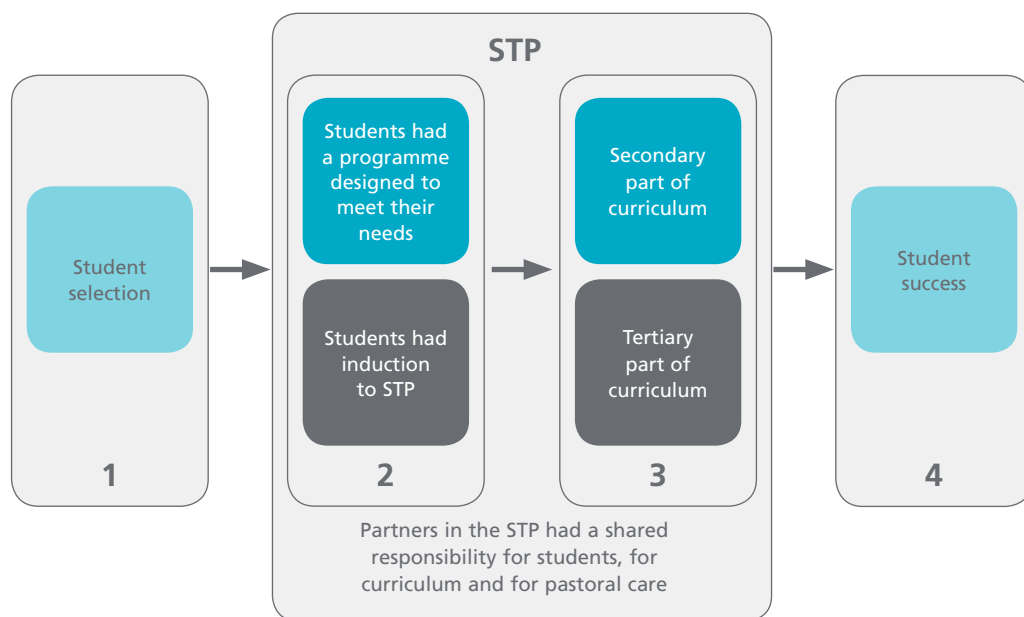 STP
Student
selection
1
Students had
a programme
designed to
meet their
needs
Students had
induction
to STP
2
Secondary
part of
curriculum
Tertiary
part of
curriculum
3
Partners in the STP had a shared
responsibility for students, for
curriculum and for pastoral care
Student
success
4